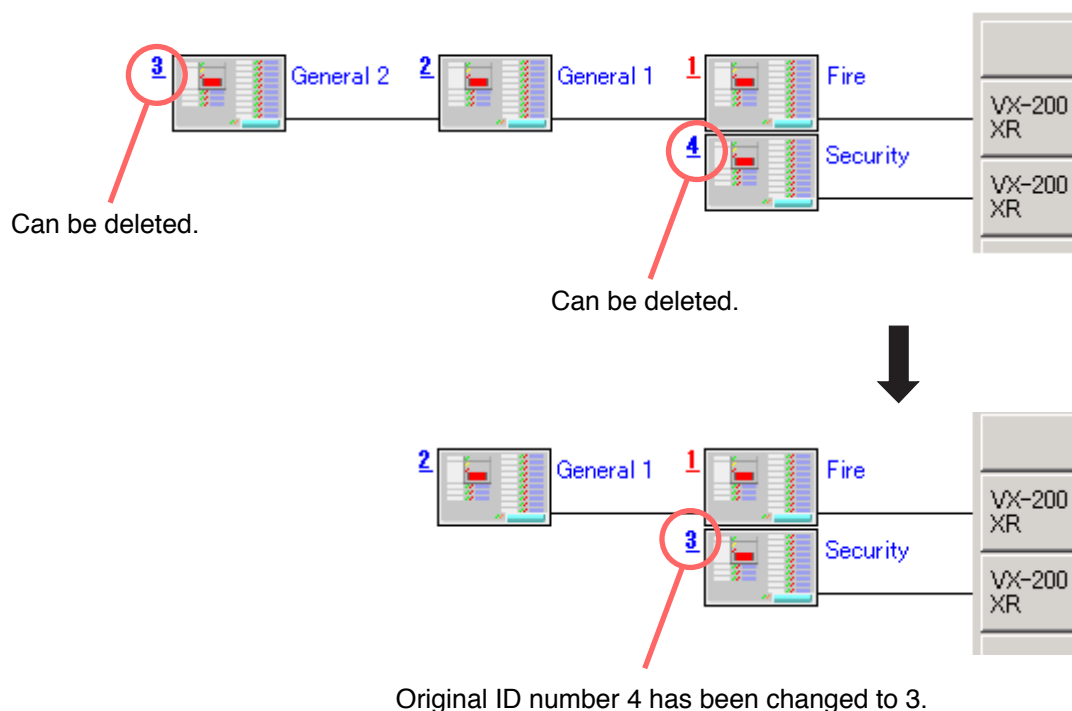 3 General 2 2 General 1 1 Fire
VX-200
XR
4 Security
VX-200
XR
Can be deleted.
Can be deleted.
2 General 1 1 Fire
VX-200
XR
3 Security
VX-200
XR
Original ID number 4 has been changed to 3.